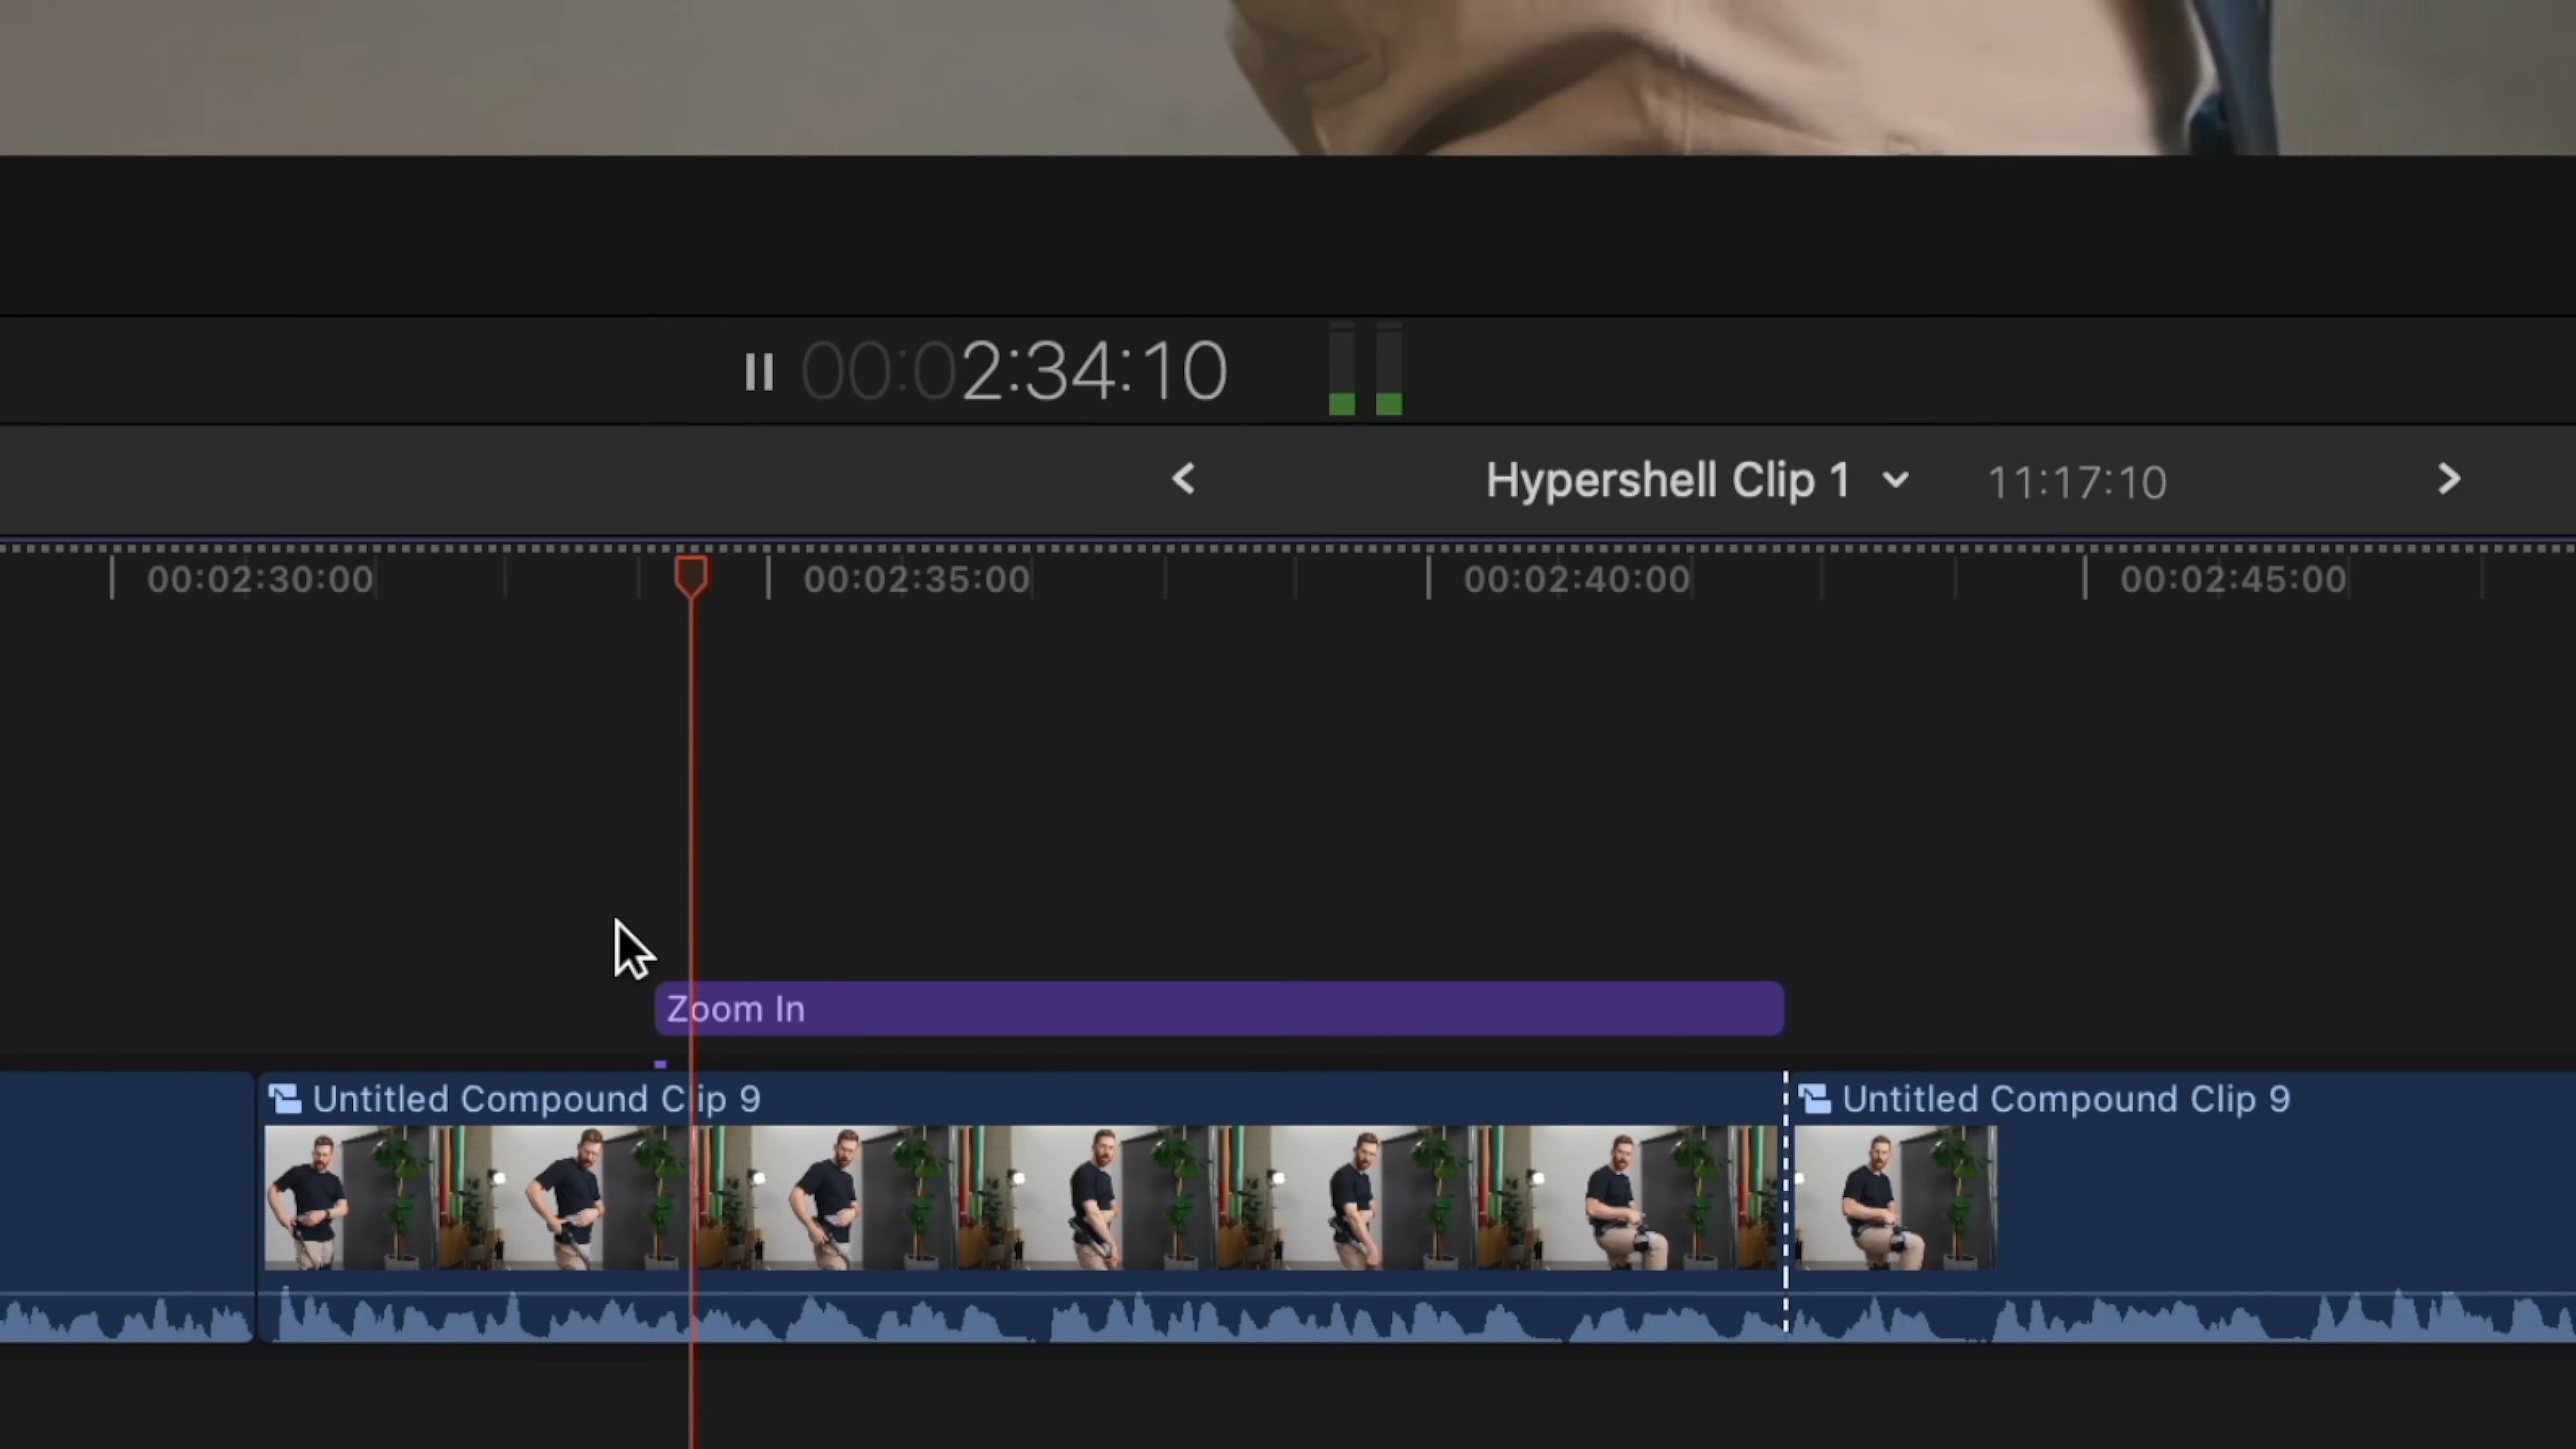 00:02:34:10
Hypershell Clip 1 11:17:10
00:02:30:00 00:02:35:00 00:02:40:00 00:02:45:00
Zoom In
Untitled Compound Clip 9 Untitled Compound Clip 9